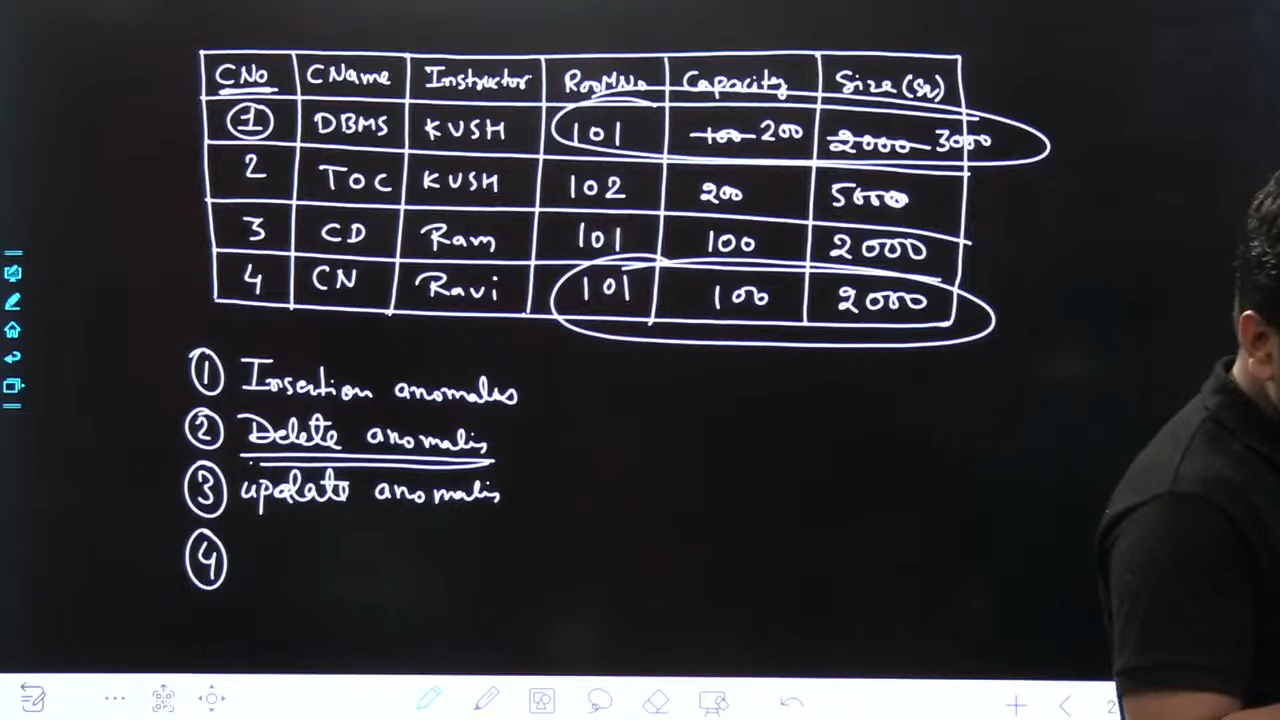 CNo CName Instructor RooMNo Capacity Size(Sr)
1 DBMS KUSH 101 100 200 2000 3000
2 TOC KUSH 102 200 5000
3 CD Ram 101 100 2000
4 CN Ravi 101 100 2000
1 Insertion anomalies
2 Delete anomalis
3 update anomalis
4
2